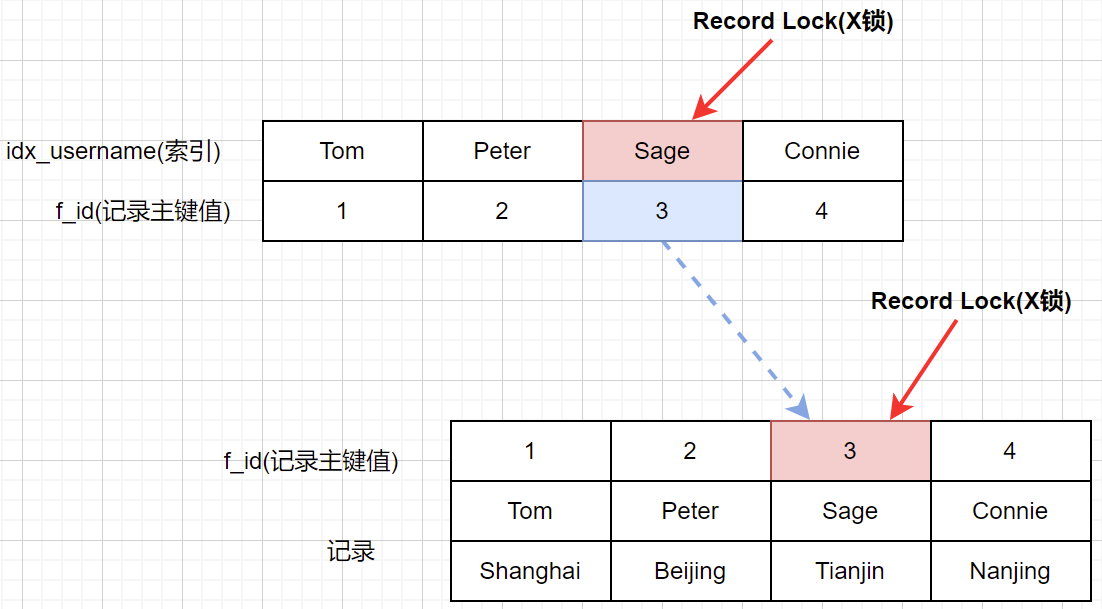 Record Lock(X锁)
idx_username(索引) Tom Peter Sage Connie
f_id(记录主键值) 1 2 3 4
Record Lock(X锁)
f_id(记录主键值) 1 2 3 4
Tom Peter Sage Connie
记录
Shanghai Beijing Tianjin Nanjing